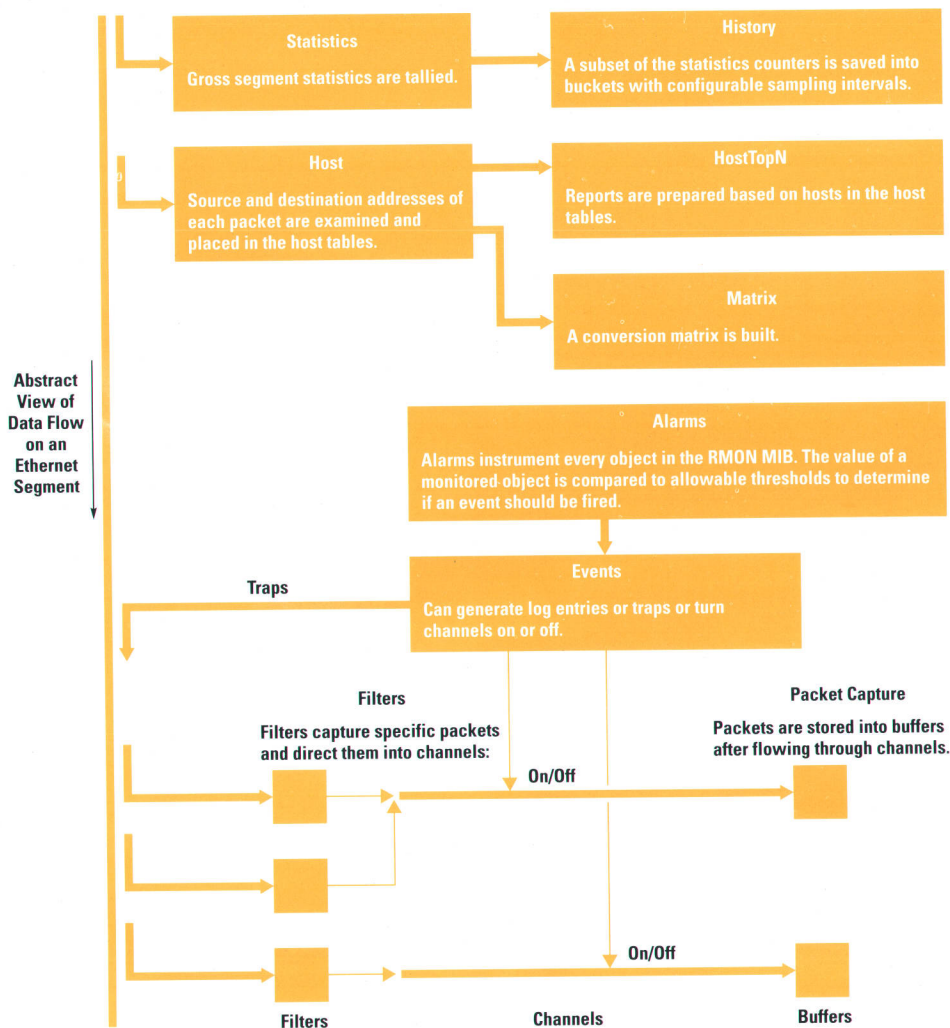 Statistics
Gross segment statistics are tallied.
History
A subset of the statistics counters is saved into
buckets with configurable sampling intervals.
Host
Source and destination addresses of
each packet are examined and
placed in the host tables.
HostTopN
Reports are prepared based on hosts in the host
tables.
Matrix
A conversion matrix is built.
Abstract
View of
Data Flow
on an
Ethernet
Segment
Alarms
Alarms instrument every object in the RMON MIB. The value of a
monitored object is compared to allowable thresholds to determine
if an event should be fired.
Events
Can generate log entries or traps or turn
channels on or off.
Traps
Filters
Filters capture specific packets
and direct them into channels:
Packet Capture
Packets are stored into buffers
after flowing through channels.
On/Off
On/Off
Filters
Channels
Buffers